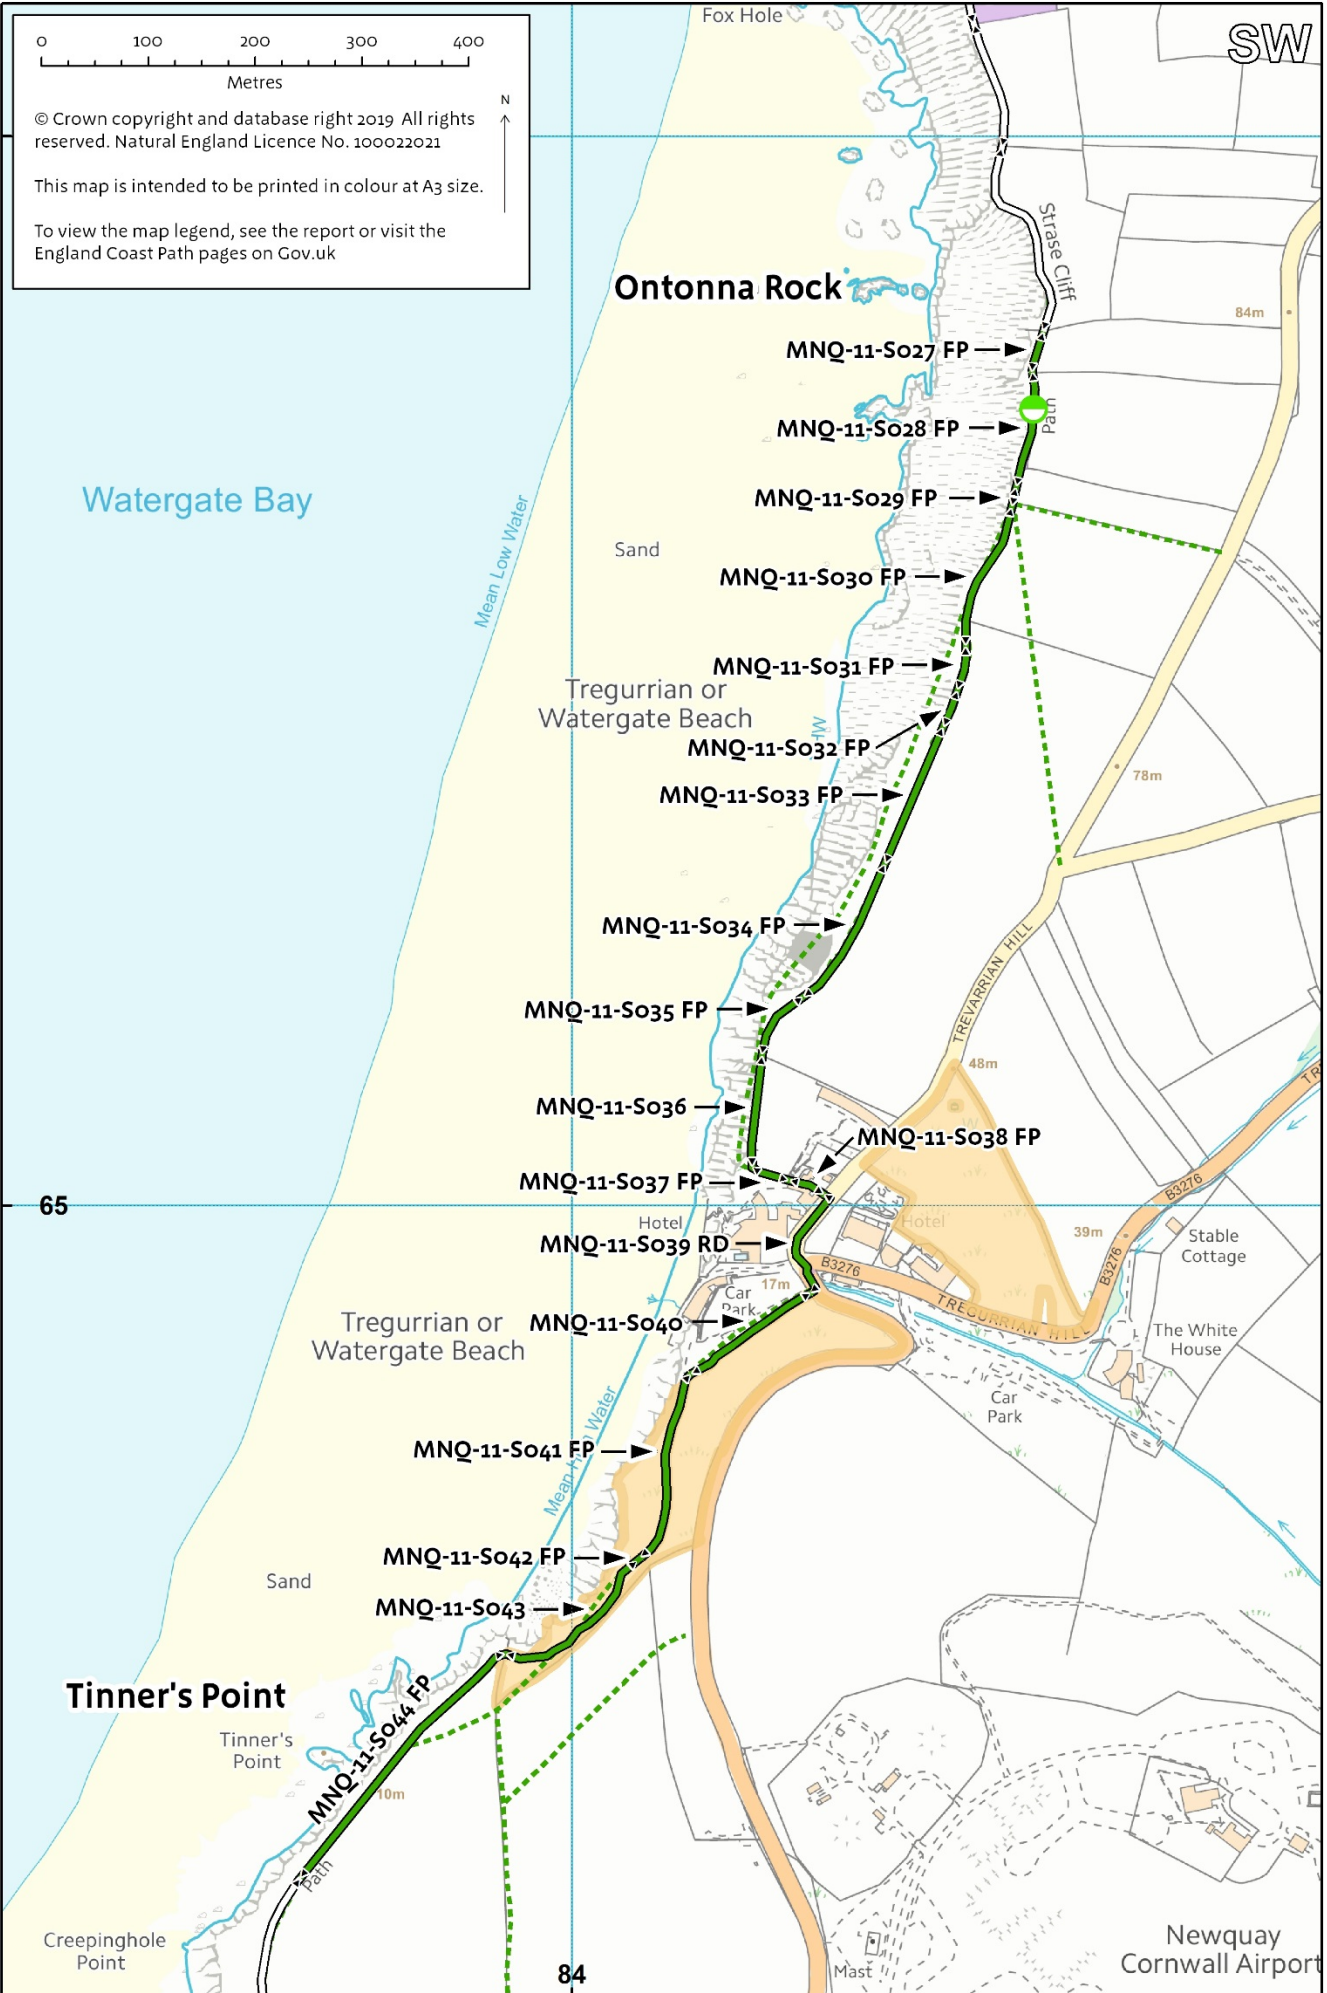 Fox Hole
SW
0 100 200 300 400
Metres
N
© Crown copyright and database right 2019 All rights
reserved. Natural England Licence No. 100022021
This map is intended to be printed in colour at A3 size.
To view the map legend, see the report or visit the
England Coast Path pages on Gov.uk
Strase Cliff
Ontonna Rock
84m
MNQ-11-S027 FP
Path
MNQ-11-S028 FP
Watergate Bay
MNQ-11-S029 FP
Mean Low Water
Sand
MNQ-11-S030 FP
MNQ-11-S031 FP
Tregurrian or
Watergate Beach
MNQ-11-S032 FP
78m
MNQ-11-S033 FP
MNQ-11-S034 FP
TREVARRIAN HILL
MNQ-11-S035 FP
48m
MNQ-11-S036
MNQ-11-S038 FP
MNQ-11-S037 FP
B3276
65
Hotel
Hotel
39m
Stable
Cottage
MNQ-11-S039 RD
B3276
B3276
17m
Car
Park
TREGURRIAN HILL
MNQ-11-S040
Tregurrian or
Watergate Beach
The White
House
Car
Park
Mean High Water
MNQ-11-S041 FP
MNQ-11-S042 FP
Sand
MNQ-11-S043
Tinner's Point
MNQ-11-S044 FP
Tinner's
Point
10m
Path
Creepinghole
Point
84
Mast
Newquay
Cornwall Airport